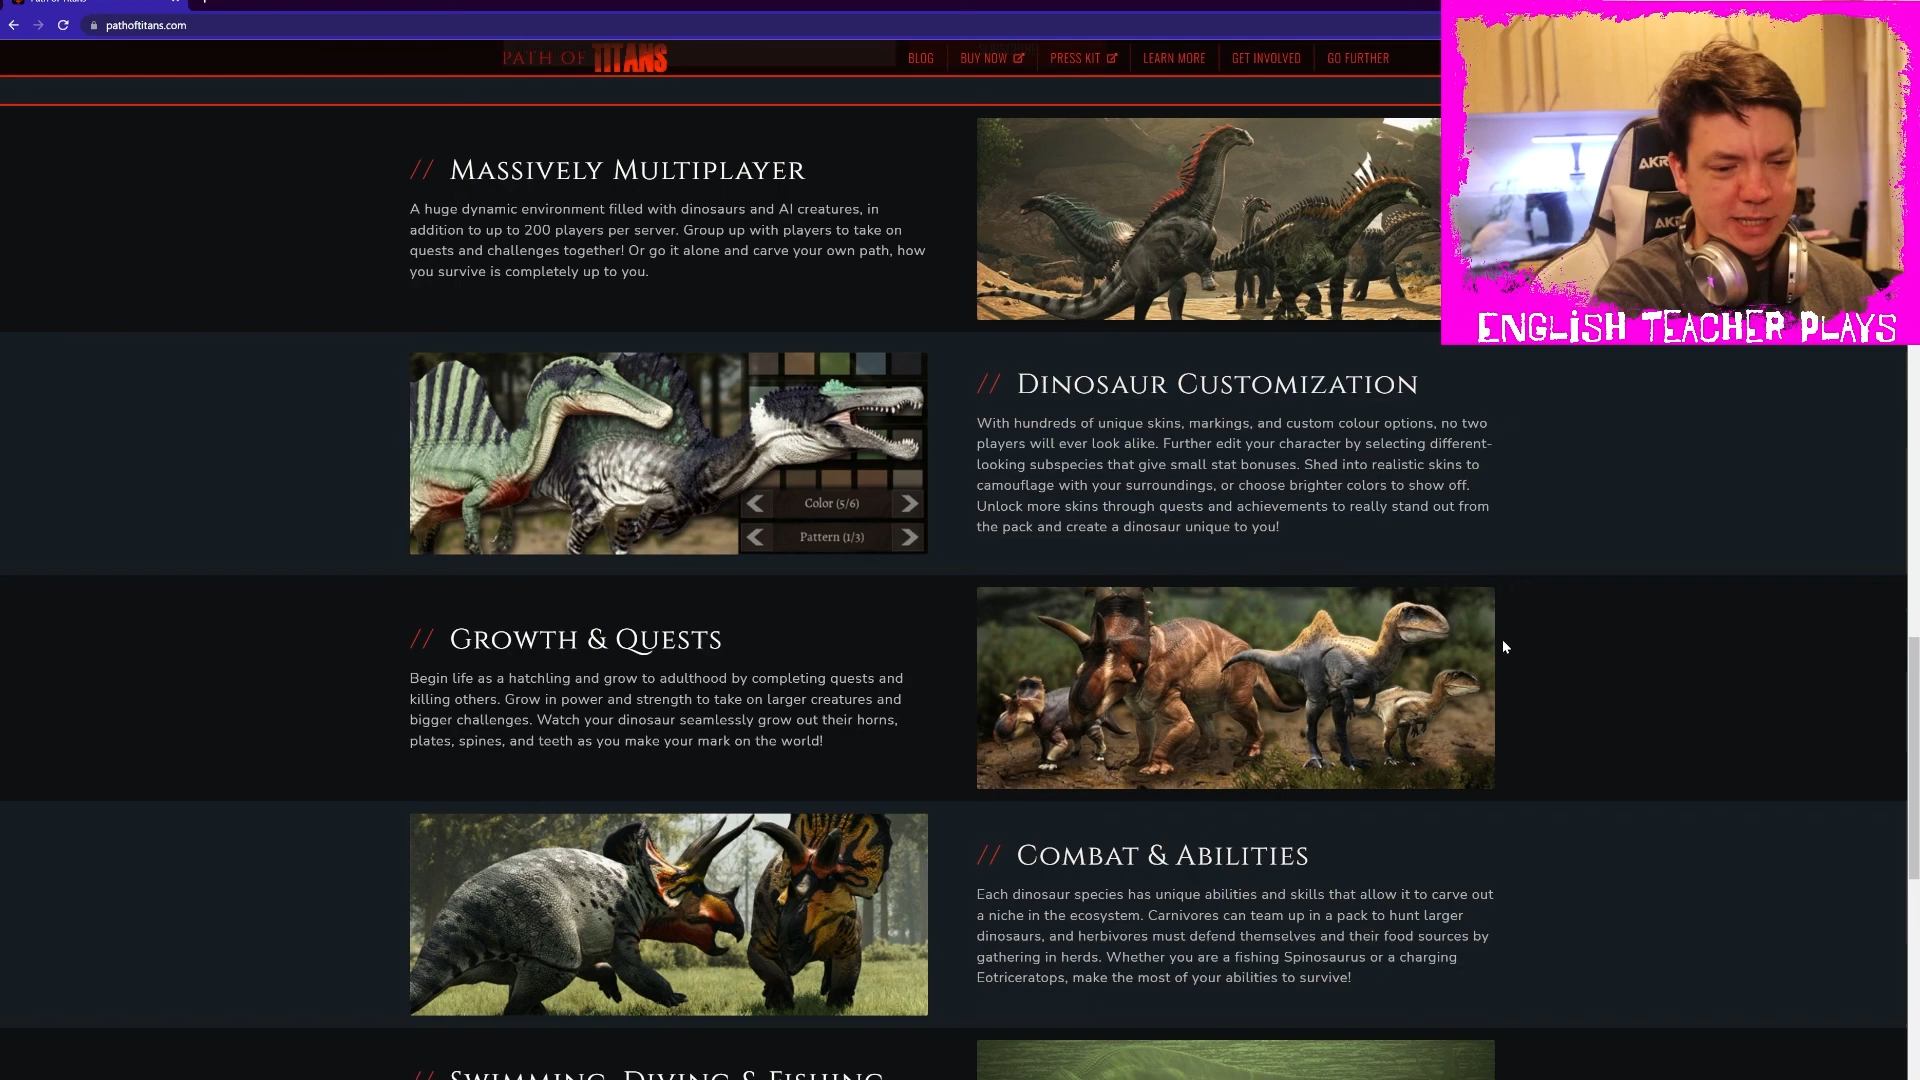 pathoftitans.com
PATH OF TITANS
BLOG
BUY NOW
PRESS KIT
LEARN MORE
GET INVOLVED
GO FURTHER
// MASSIVELY MULTIPLAYER
A huge dynamic environment filled with dinosaurs and AI creatures, in
addition to up to 200 players per server. Group up with players to take on
quests and challenges together! Or go it alone and carve your own path, how
you survive is completely up to you.
AKR
AK
ENGLISH TEACHER PLAYS
Color (5/6)
Pattern (1/3)
// DINOSAUR CUSTOMIZATION
With hundreds of unique skins, markings, and custom colour options, no two
players will ever look alike. Further edit your character by selecting different-
looking subspecies that give small stat bonuses. Shed into realistic skins to
camouflage with your surroundings, or choose brighter colors to show off.
Unlock more skins through quests and achievements to really stand out from
the pack and create a dinosaur unique to you!
// GROWTH & QUESTS
Begin life as a hatchling and grow to adulthood by completing quests and
killing others. Grow in power and strength to take on larger creatures and
bigger challenges. Watch your dinosaur seamlessly grow out their horns,
plates, spines, and teeth as you make your mark on the world!
// COMBAT & ABILITIES
Each dinosaur species has unique abilities and skills that allow it to carve out
a niche in the ecosystem. Carnivores can team up in a pack to hunt larger
dinosaurs, and herbivores must defend themselves and their food sources by
gathering in herds. Whether you are a fishing Spinosaurus or a charging
Eotriceratops, make the most of your abilities to survive!
// SWIMMING, DIVING & FISHING